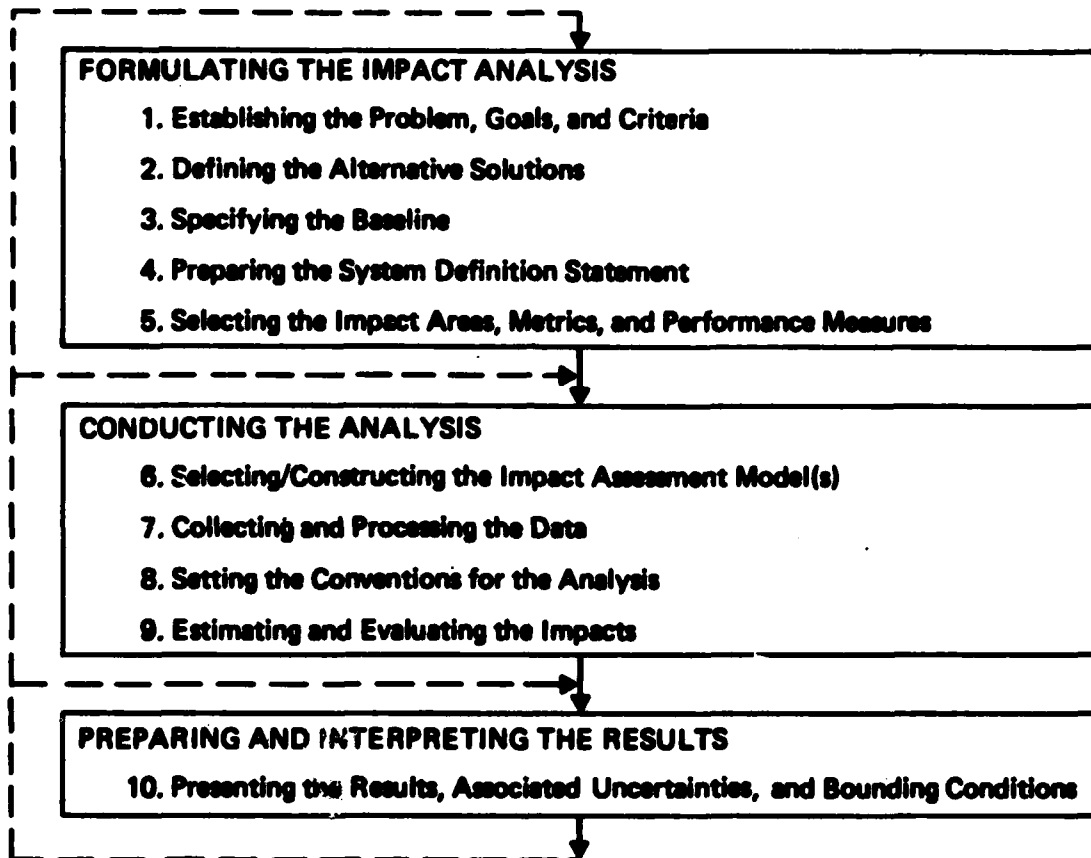 FORMULATING THE IMPACT ANALYSIS
1. Establishing the Problem, Goals, and Criteria
2. Defining the Alternative Solutions
3. Specifying the Baseline
4. Preparing the System Definition Statement
5. Selecting the Impact Areas, Metrics, and Performance Measures
CONDUCTING THE ANALYSIS
6. Selecting/Constructing the Impact Assessment Model(s)
7. Collecting and Processing the Data
8. Setting the Conventions for the Analysis
9. Estimating and Evaluating the Impacts
PREPARING AND INTERPRETING THE RESULTS
10. Presenting the Results, Associated Uncertainties, and Bounding Conditions